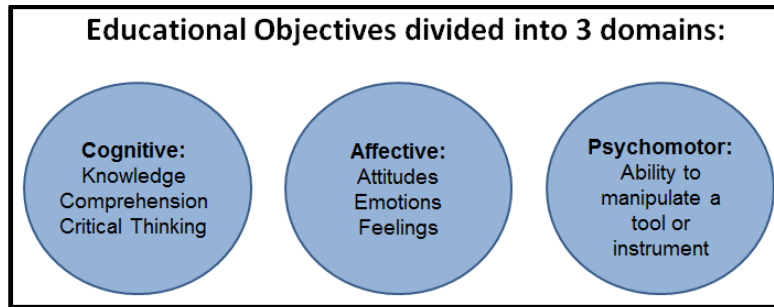 Educational Objectives divided into 3 domains:
Cognitive:
Knowledge
Comprehension
Critical Thinking
Affective:
Attitudes
Emotions
Feelings
Psychomotor:
Ability to
manipulate a
tool or
instrument